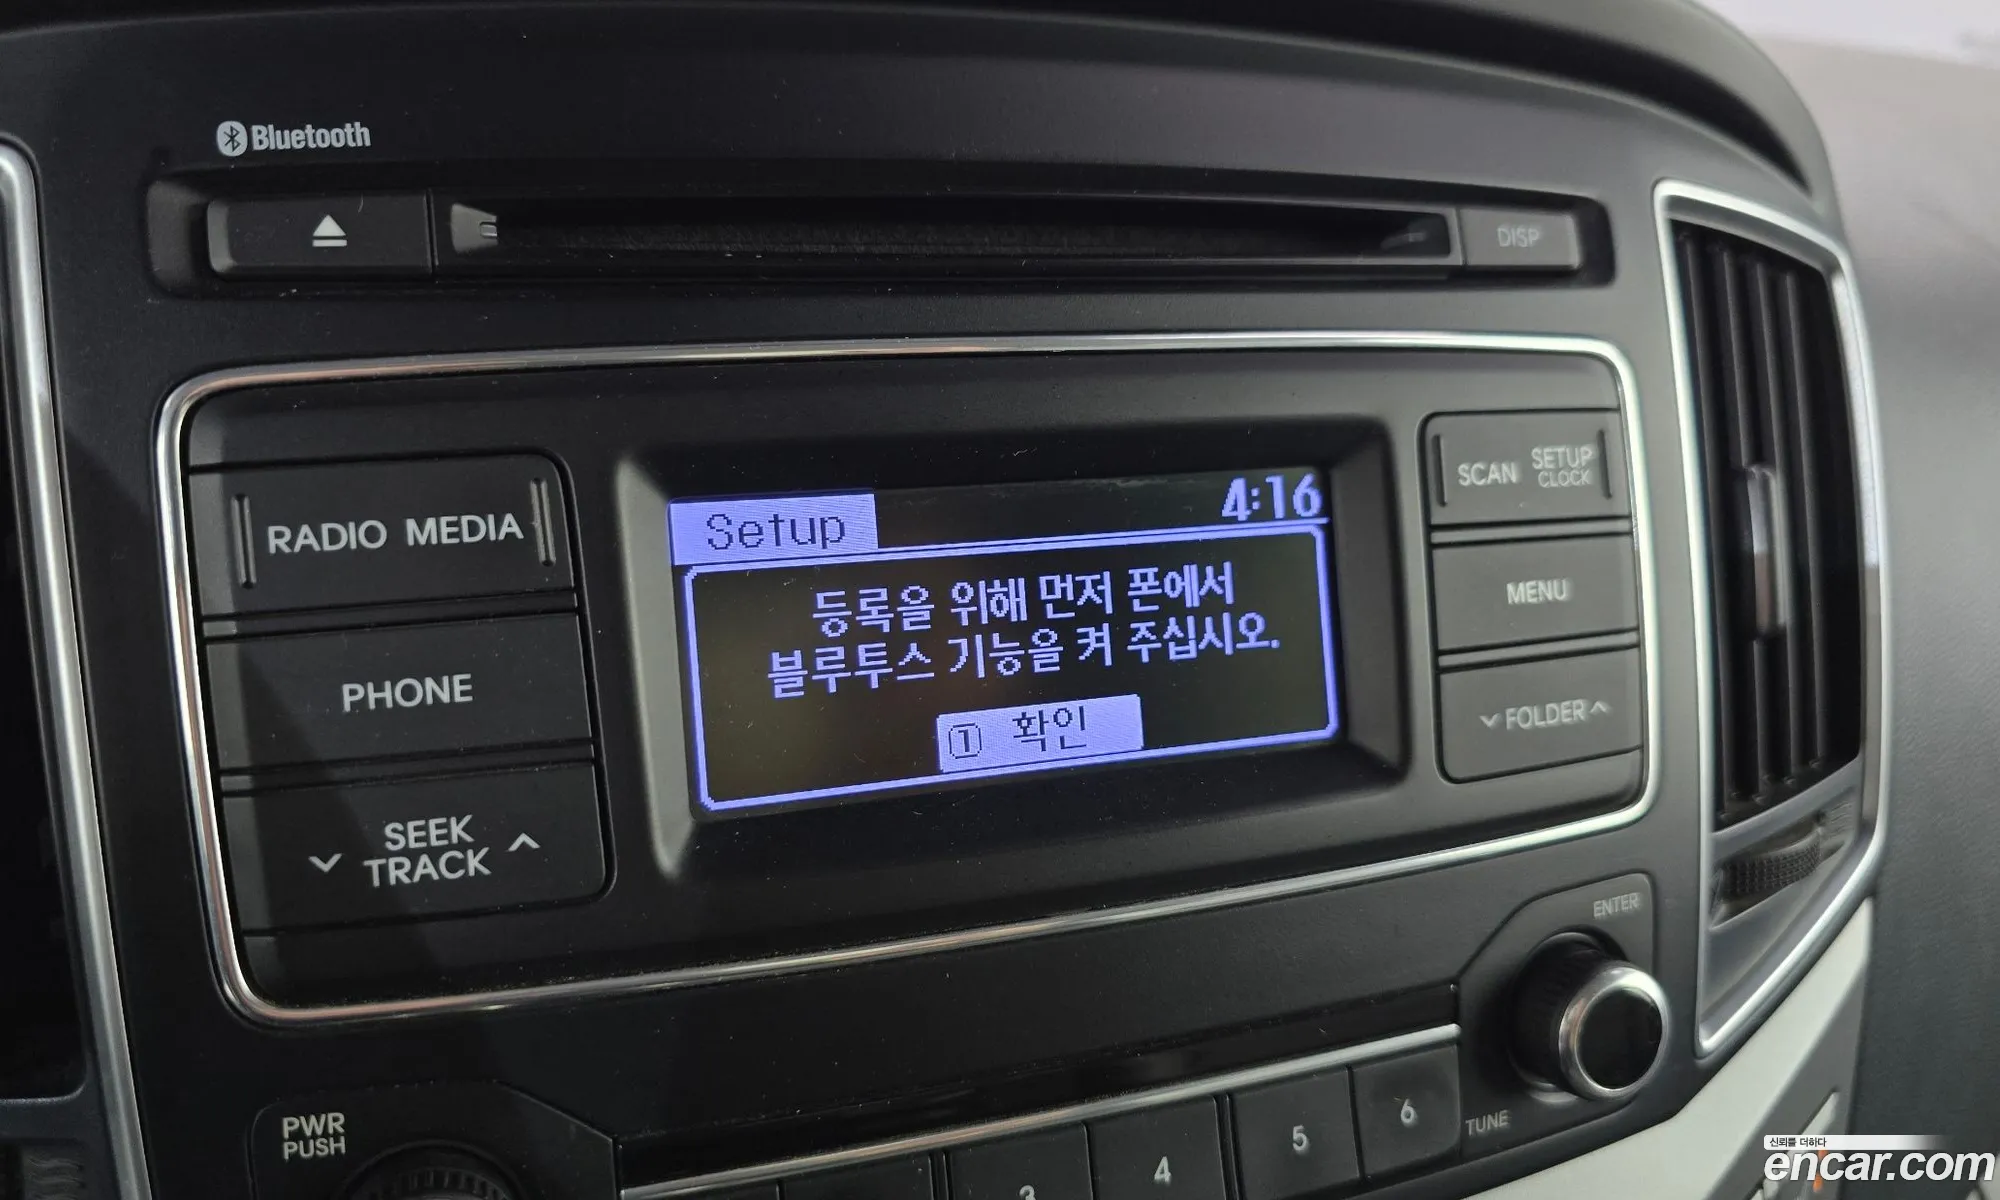 Bluetooth
DISP
RADIO MEDIA
SCAN SETUP
CLOCK
Setup
4:16
등록을 위해 먼저 폰에서
블루투스 기능을 켜 주십시오.
① 확인
PHONE
MENU
SEEK
TRACK
FOLDER
ENTER
PWR
PUSH
3
4
5
6
TUNE
신뢰를 더하다
encar.com